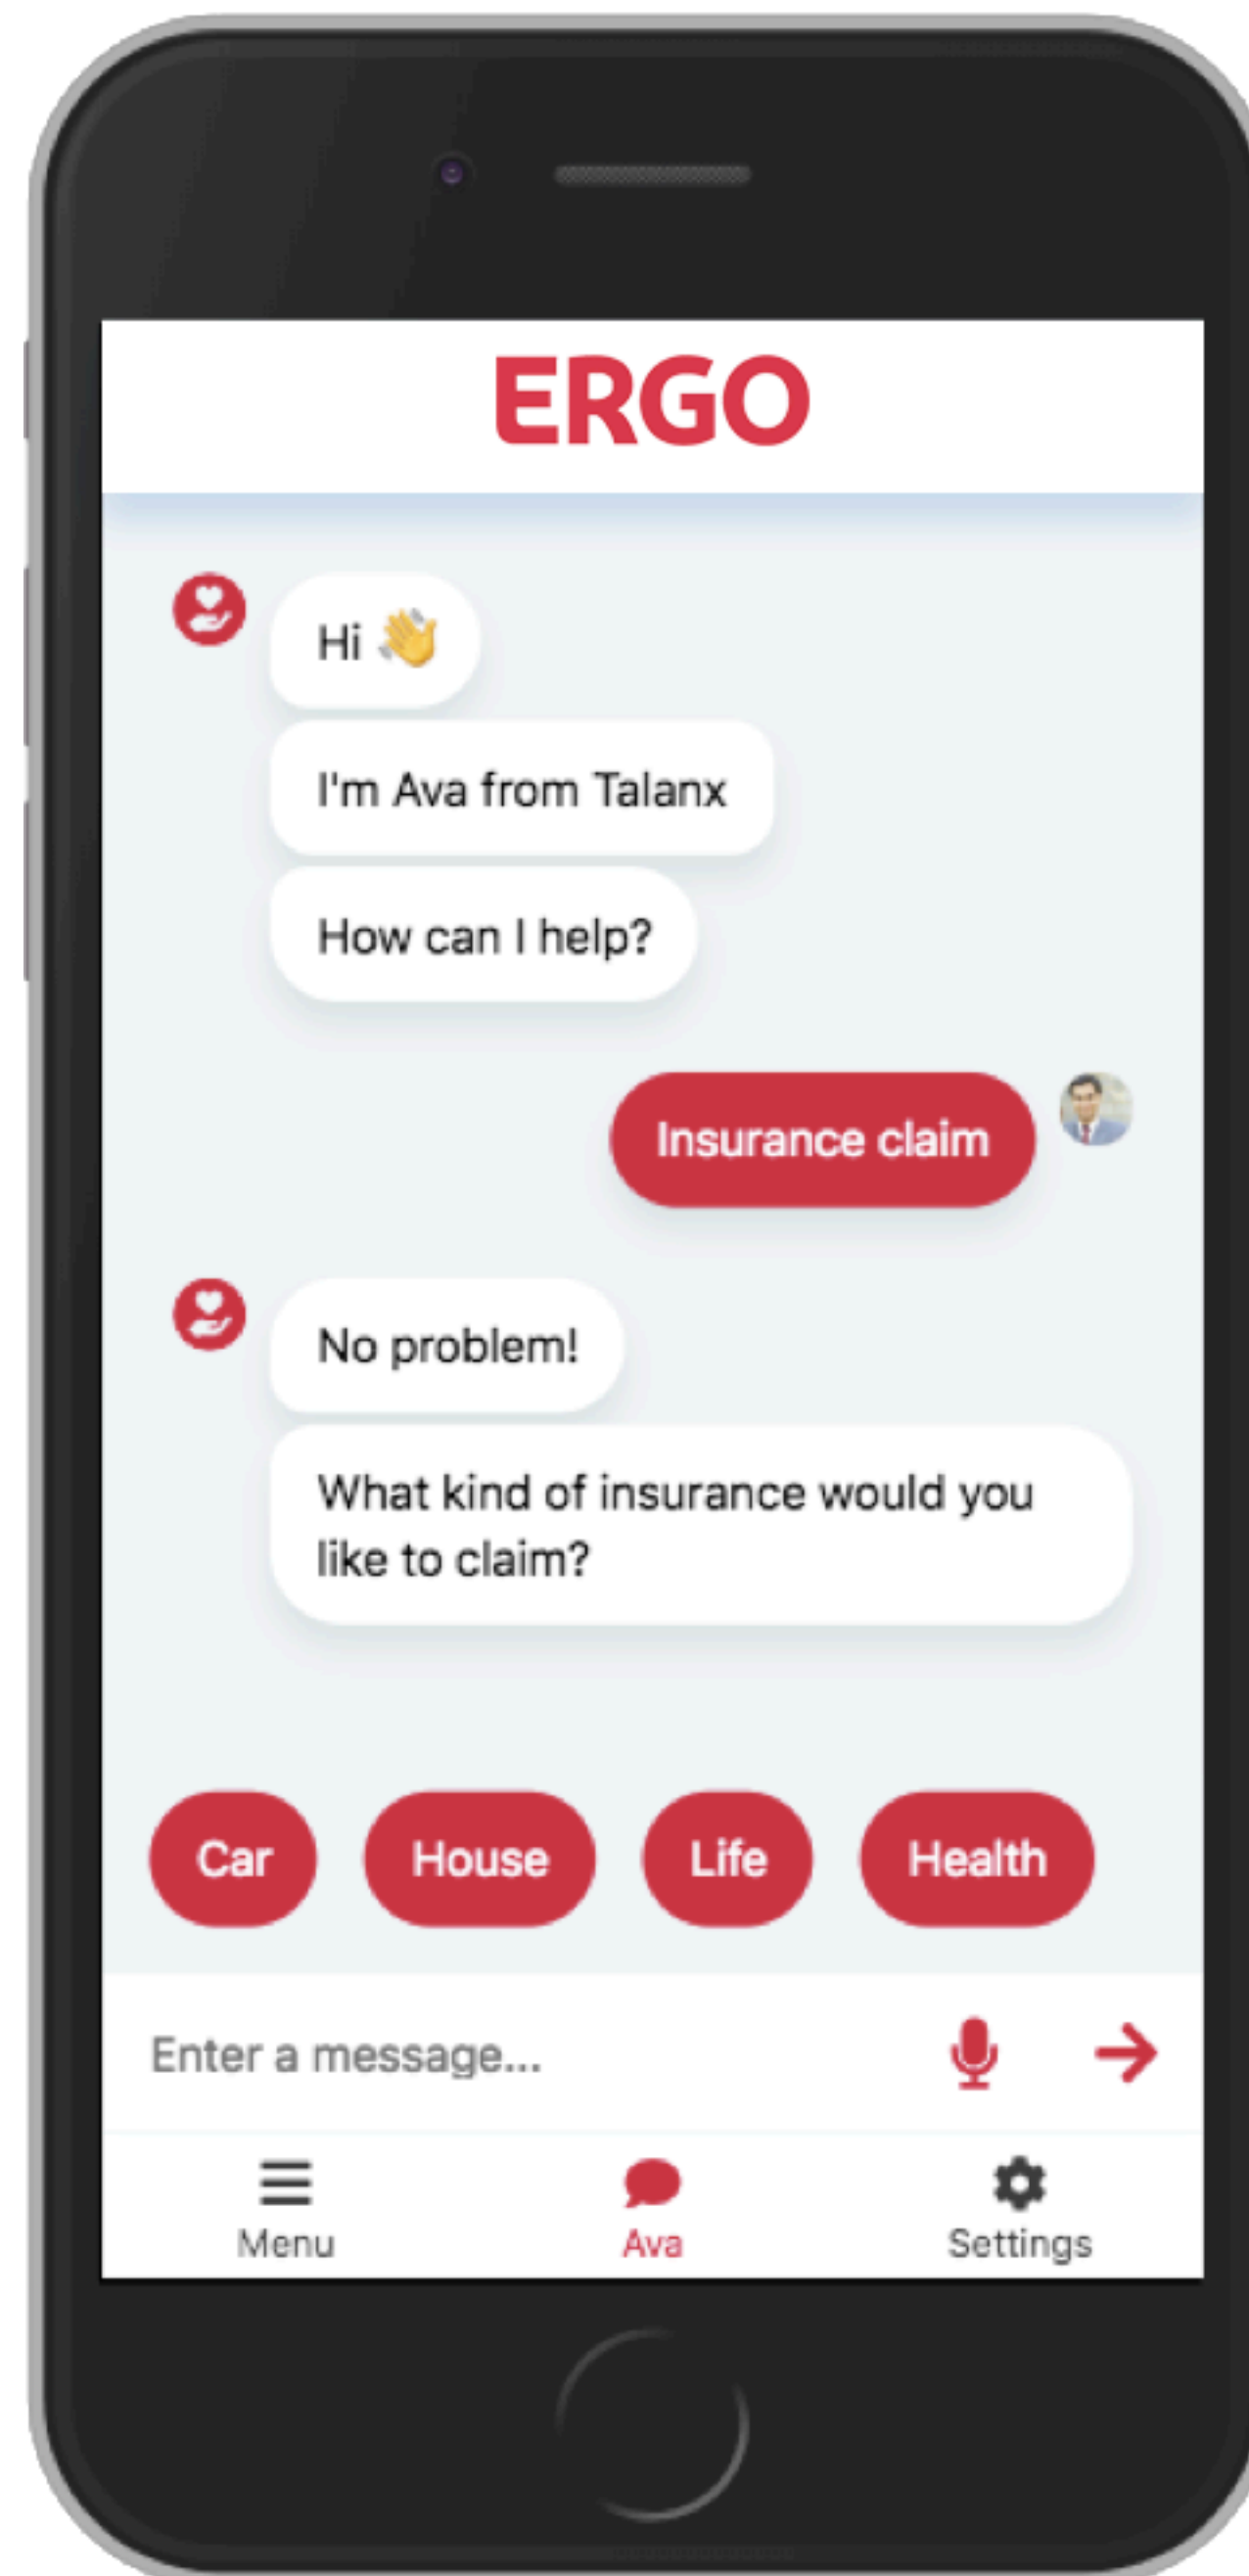 ERGO
Hi 👋
I'm Ava from Talanx
How can I help?
Insurance claim
No problem!
What kind of insurance would you
like to claim?
Car House Life Health
Enter a message...
Menu Ava Settings